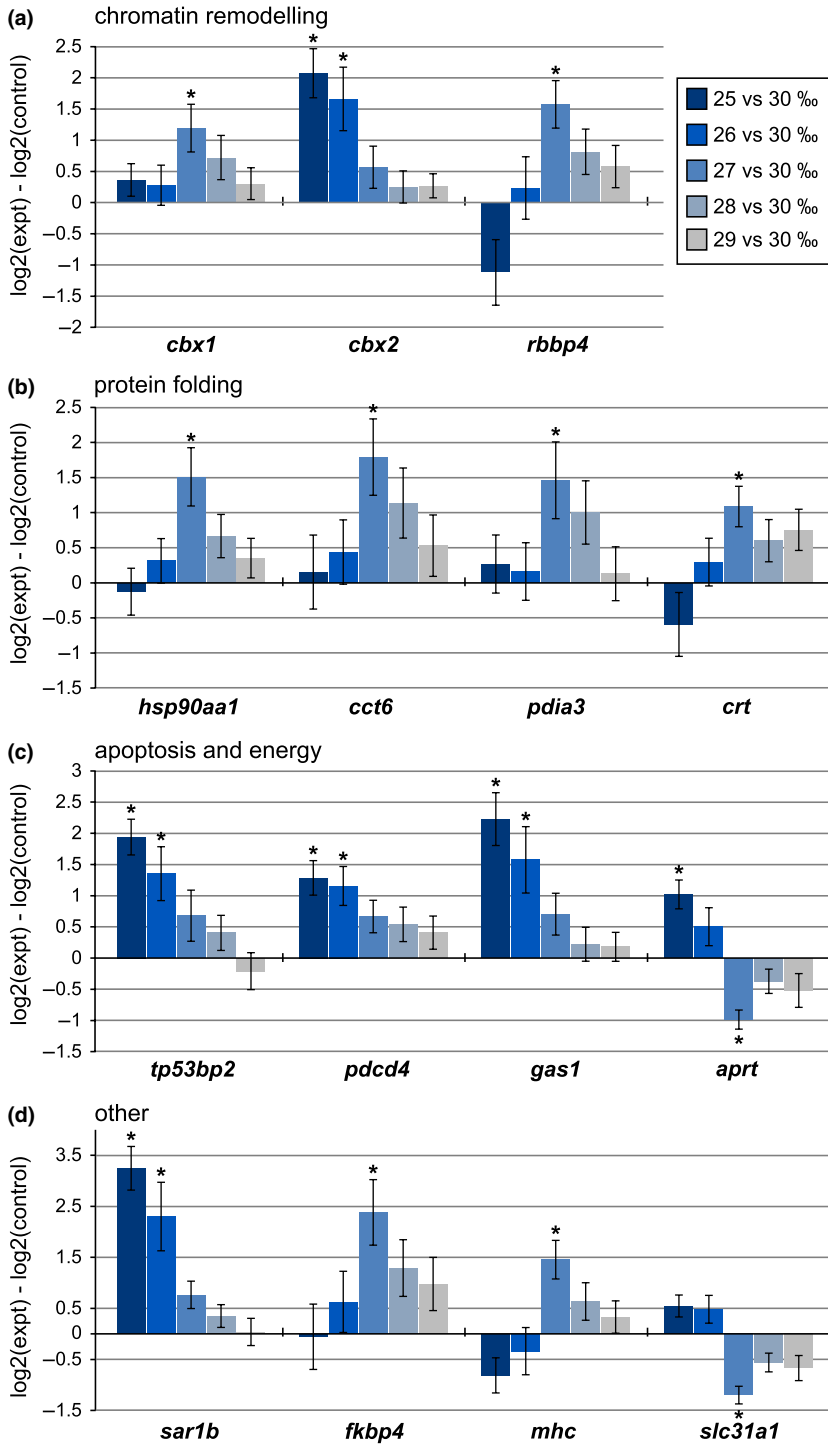 (a) chromatin remodelling
log2(expt) - log2(control)
2.5
2
1.5
1
0.5
0
–0.5
–1
–1.5
–2
* * * * *
cbx1 cbx2 rbbp4
25 vs 30 ‰
26 vs 30 ‰
27 vs 30 ‰
28 vs 30 ‰
29 vs 30 ‰
(b) protein folding
log2(expt) - log2(control)
2.5
2
1.5
1
0.5
0
–0.5
–1
–1.5
* * * *
hsp90aa1 cct6 pdia3 crt
(c) apoptosis and energy
log2(expt) - log2(control)
3
2.5
2
1.5
1
0.5
0
–0.5
–1
–1.5
* * * * * * * *
tp53bp2 pdcd4 gas1 aprt
(d) other
log2(expt) - log2(control)
3.5
2.5
1.5
0.5
0
–0.5
–1.5
* * * * *
sar1b fkbp4 mhc slc31a1